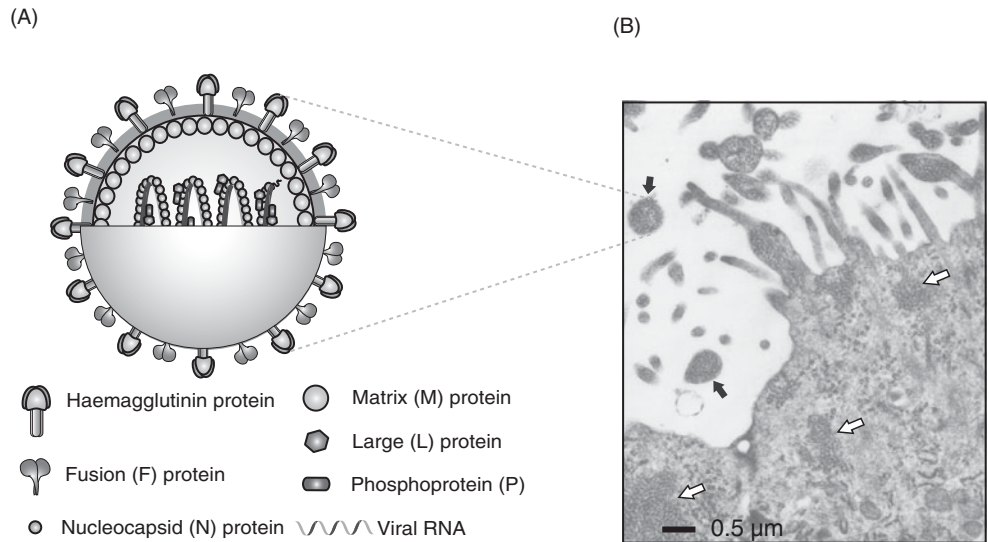 (A)
(B)
Haemagglutinin protein
Fusion (F) protein
Nucleocapsid (N) protein
Matrix (M) protein
Large (L) protein
Phosphoprotein (P)
Viral RNA
0.5 µm